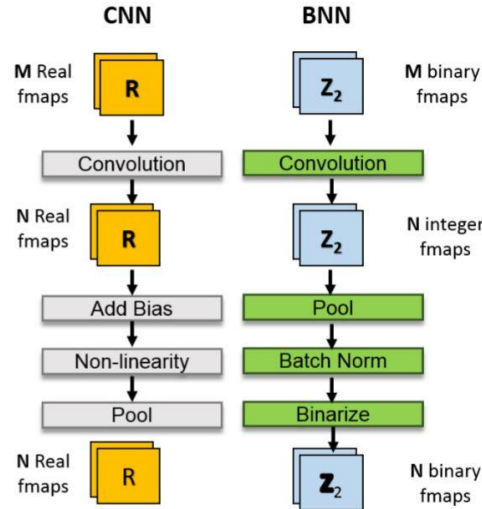 CNN
BNN
M Real
fmaps
R
Z2
M binary
fmaps
Convolution
Convolution
N Real
fmaps
R
Z2
N integer
fmaps
Add Bias
Pool
Non-linearity
Batch Norm
Pool
Binarize
N Real
fmaps
R
Z2
N binary
fmaps